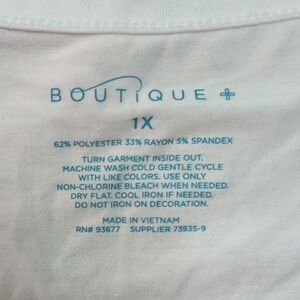 BOUTiQUE +
1X
62% POLYESTER 33% RAYON 5% SPANDEX
TURN GARMENT INSIDE OUT.
MACHINE WASH COLD GENTLE CYCLE
WITH LIKE COLORS. USE ONLY
NON-CHLORINE BLEACH WHEN NEEDED.
DRY FLAT. COOL IRON IF NEEDED.
DO NOT IRON ON DECORATION.
MADE IN VIETNAM
RN# 93677 SUPPLIER 73935-9